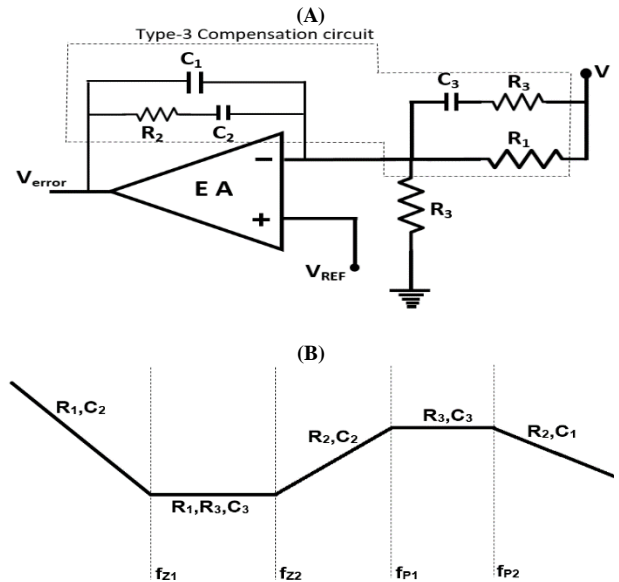 (A)
Type-3 Compensation circuit
C1
R2
C2
C3
R3
V
R1
Verror
E A
−
+
R3
VREF
(B)
R1,C2
R1,R3,C3
R2,C2
R3,C3
R2,C1
fZ1
fZ2
fP1
fP2